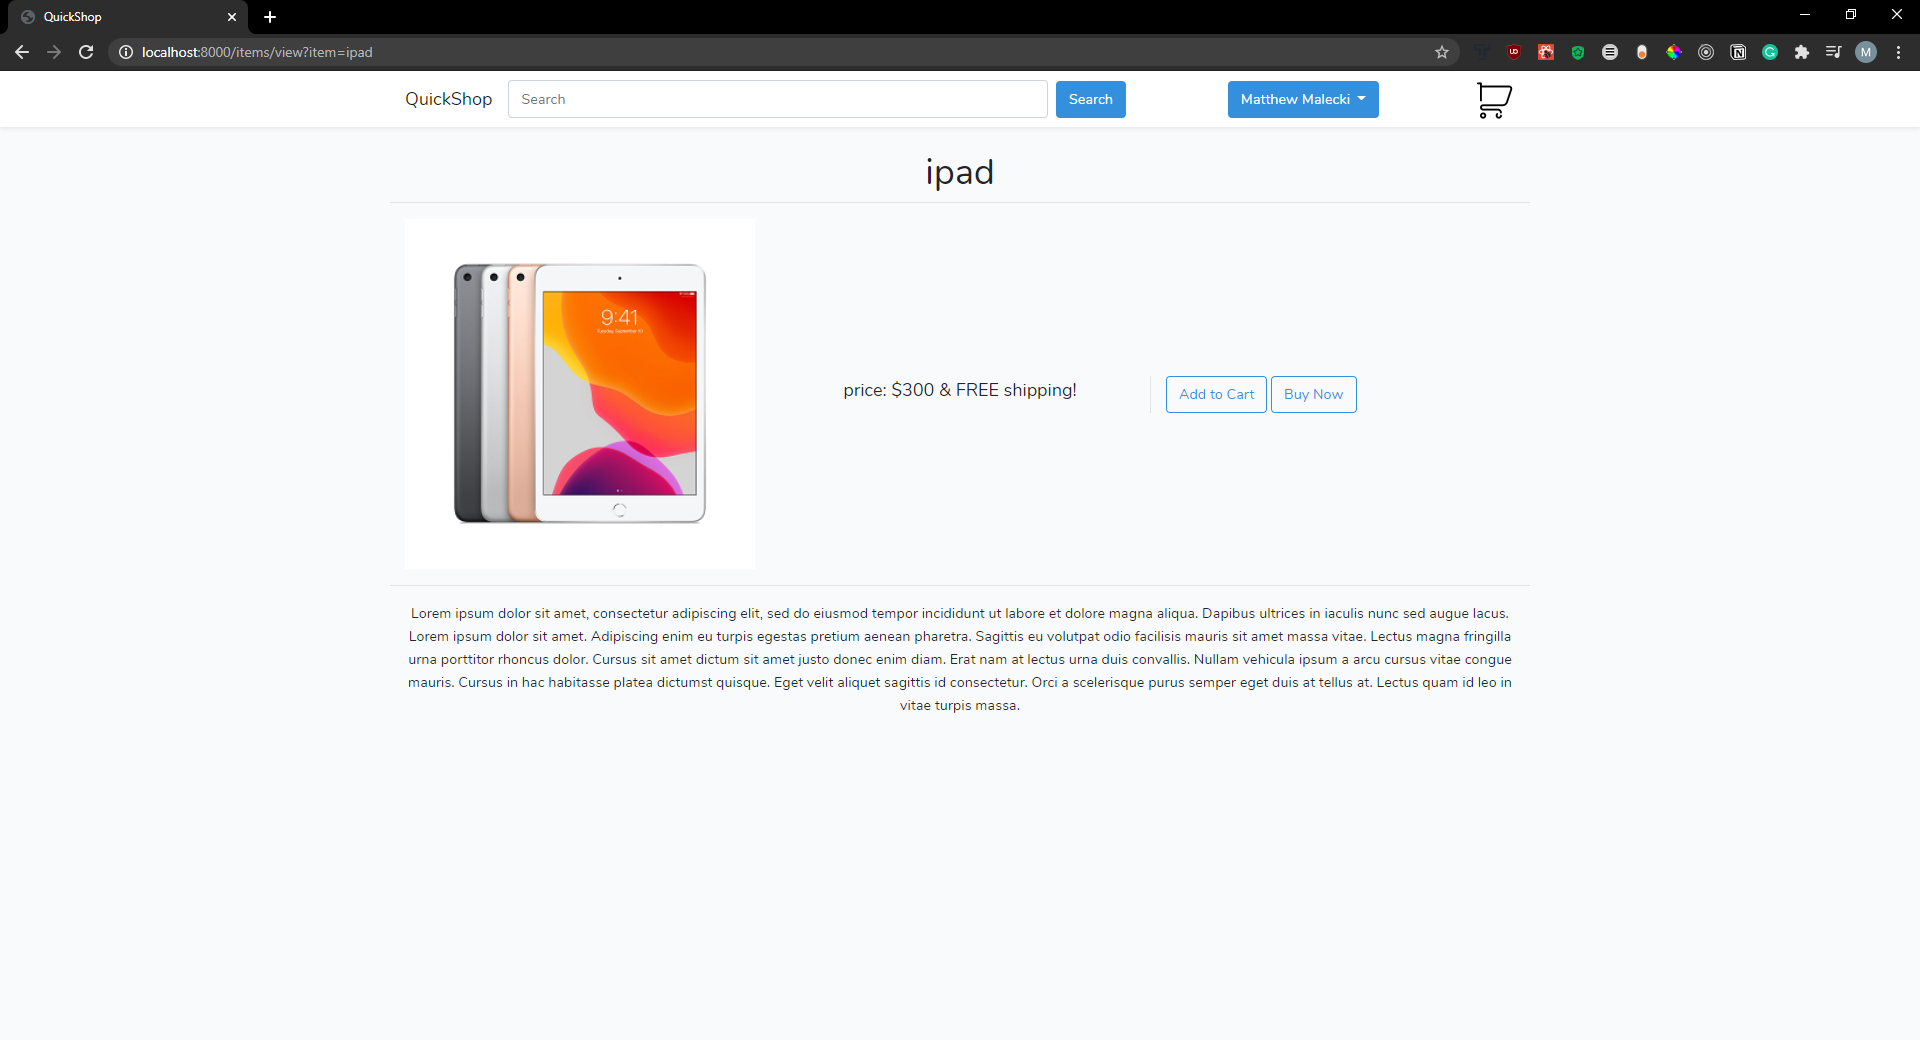 QuickShop
localhost:8000/items/view?item=ipad
M
QuickShop
Search
Search
Matthew Malecki
ipad
9:41
Tuesday, September 10
price: $300 & FREE shipping!
Add to Cart
Buy Now
Lorem ipsum dolor sit amet, consectetur adipiscing elit, sed do eiusmod tempor incididunt ut labore et dolore magna aliqua. Dapibus ultrices in iaculis nunc sed augue lacus.
Lorem ipsum dolor sit amet. Adipiscing enim eu turpis egestas pretium aenean pharetra. Sagittis eu volutpat odio facilisis mauris sit amet massa vitae. Lectus magna fringilla
urna porttitor rhoncus dolor. Cursus sit amet dictum sit amet justo donec enim diam. Erat nam at lectus urna duis convallis. Nullam vehicula ipsum a arcu cursus vitae congue
mauris. Cursus in hac habitasse platea dictumst quisque. Eget velit aliquet sagittis id consectetur. Orci a scelerisque purus semper eget duis at tellus at. Lectus quam id leo in
vitae turpis massa.